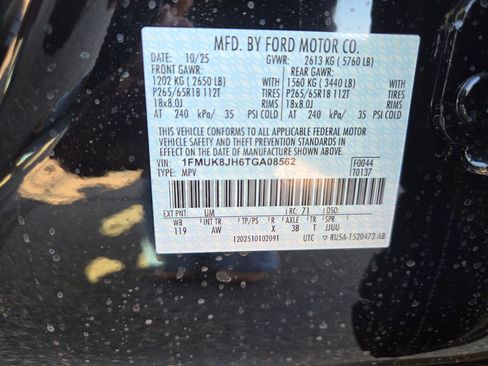 MFD. BY FORD MOTOR CO.
DATE: 10/25 GVWR: 2613 KG ( 5760 LB)
FRONT GAWR: REAR GAWR:
1202 KG ( 2650 LB) WITH 1560 KG ( 3440 LB) WITH
P265/65R18 112T TIRES P265/65R18 112T TIRES
18x8.0J RIMS 18x8.0J RIMS
AT 240 kPa/ 35 PSI COLD AT 240 kPa/ 35 PSI COLD
THIS VEHICLE CONFORMS TO ALL APPLICABLE FEDERAL MOTOR
VEHICLE SAFETY AND THEFT PREVENTION STANDARDS IN EFFECT
ON THE DATE OF MANUFACTURE SHOWN ABOVE.
VIN: 1FMUK8JH6TGA08562 F0044
TYPE: MPV T0137
EXT PNT: UM RC: 71 DSO:
WB INT TR TP/PS R AXLE TR SPR
119 AW X 3B T JJUU
1202510102091 UTC ▽ RU5A-1520472-AB